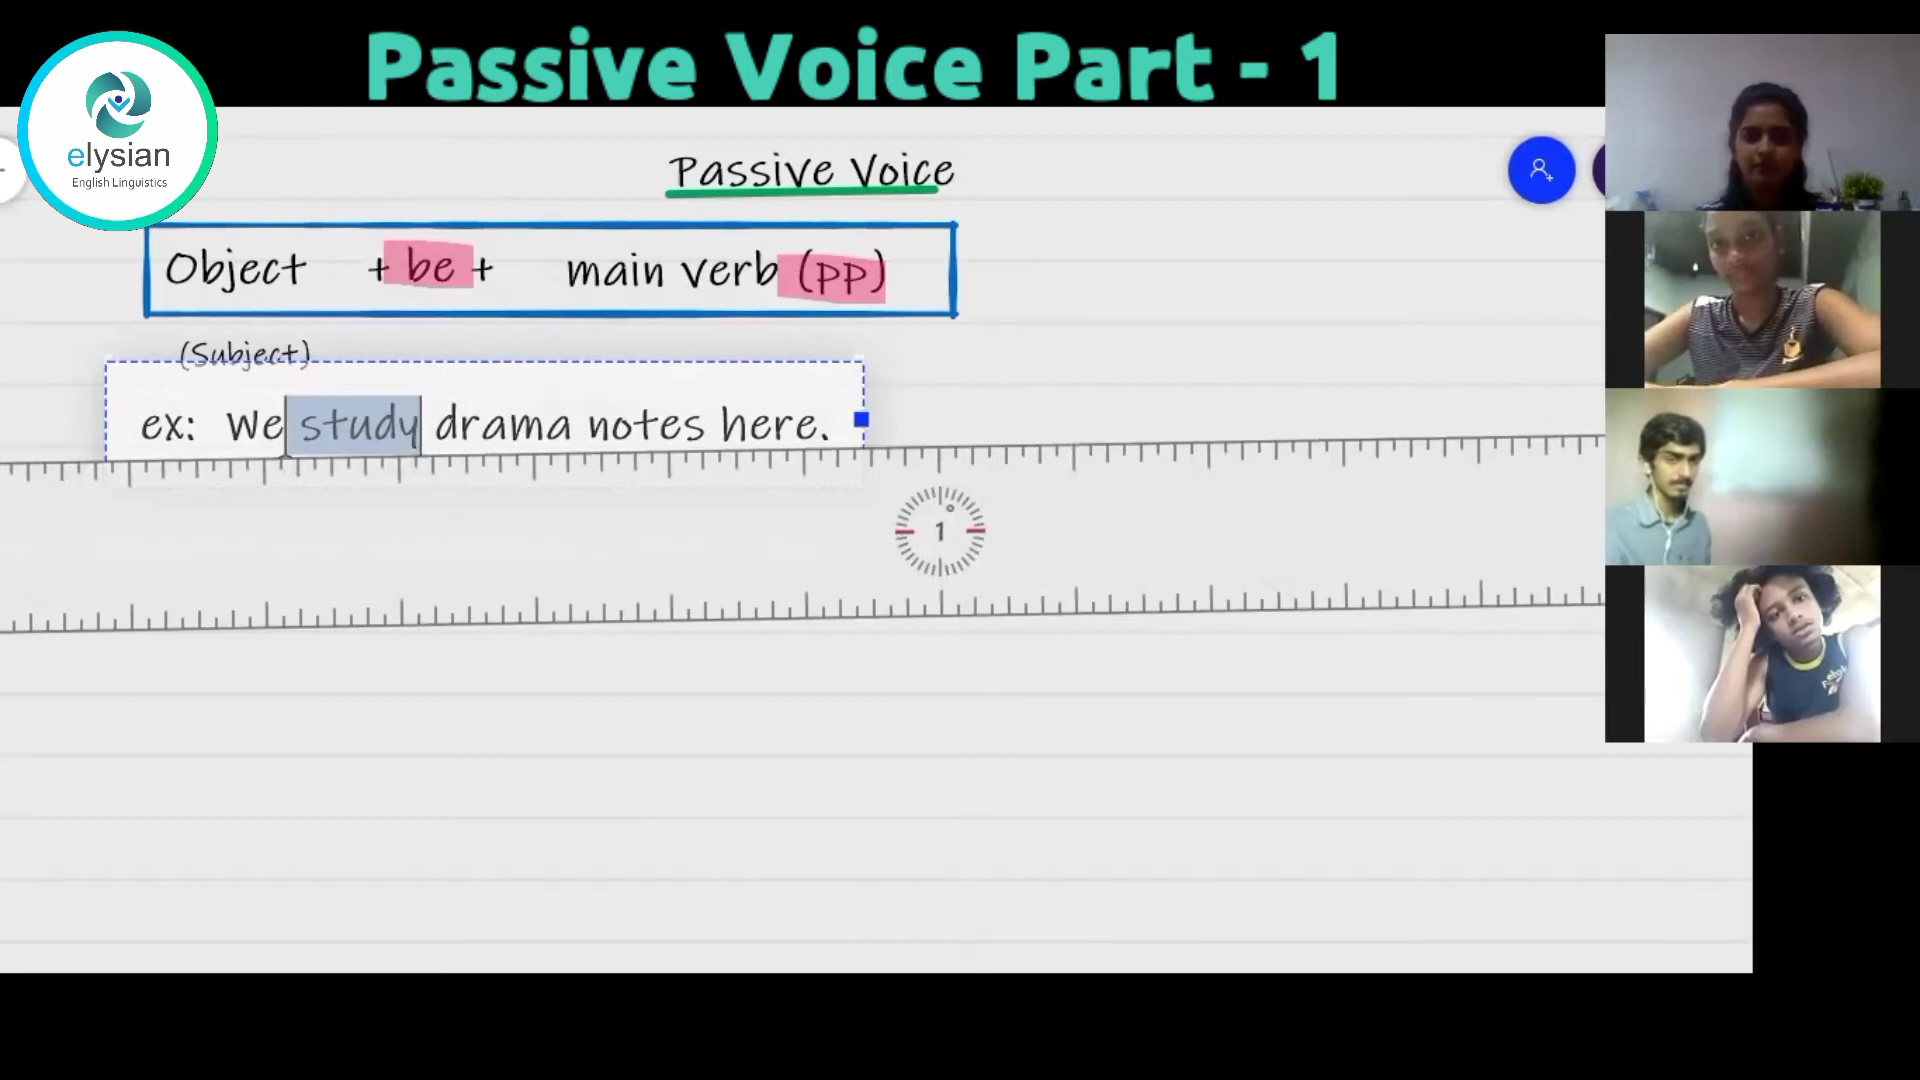 Passive Voice Part - 1
elysian
English Linguistics
Passive Voice
Object + be + main verb (pp)
(Subject)
ex: We study drama notes here.
1°